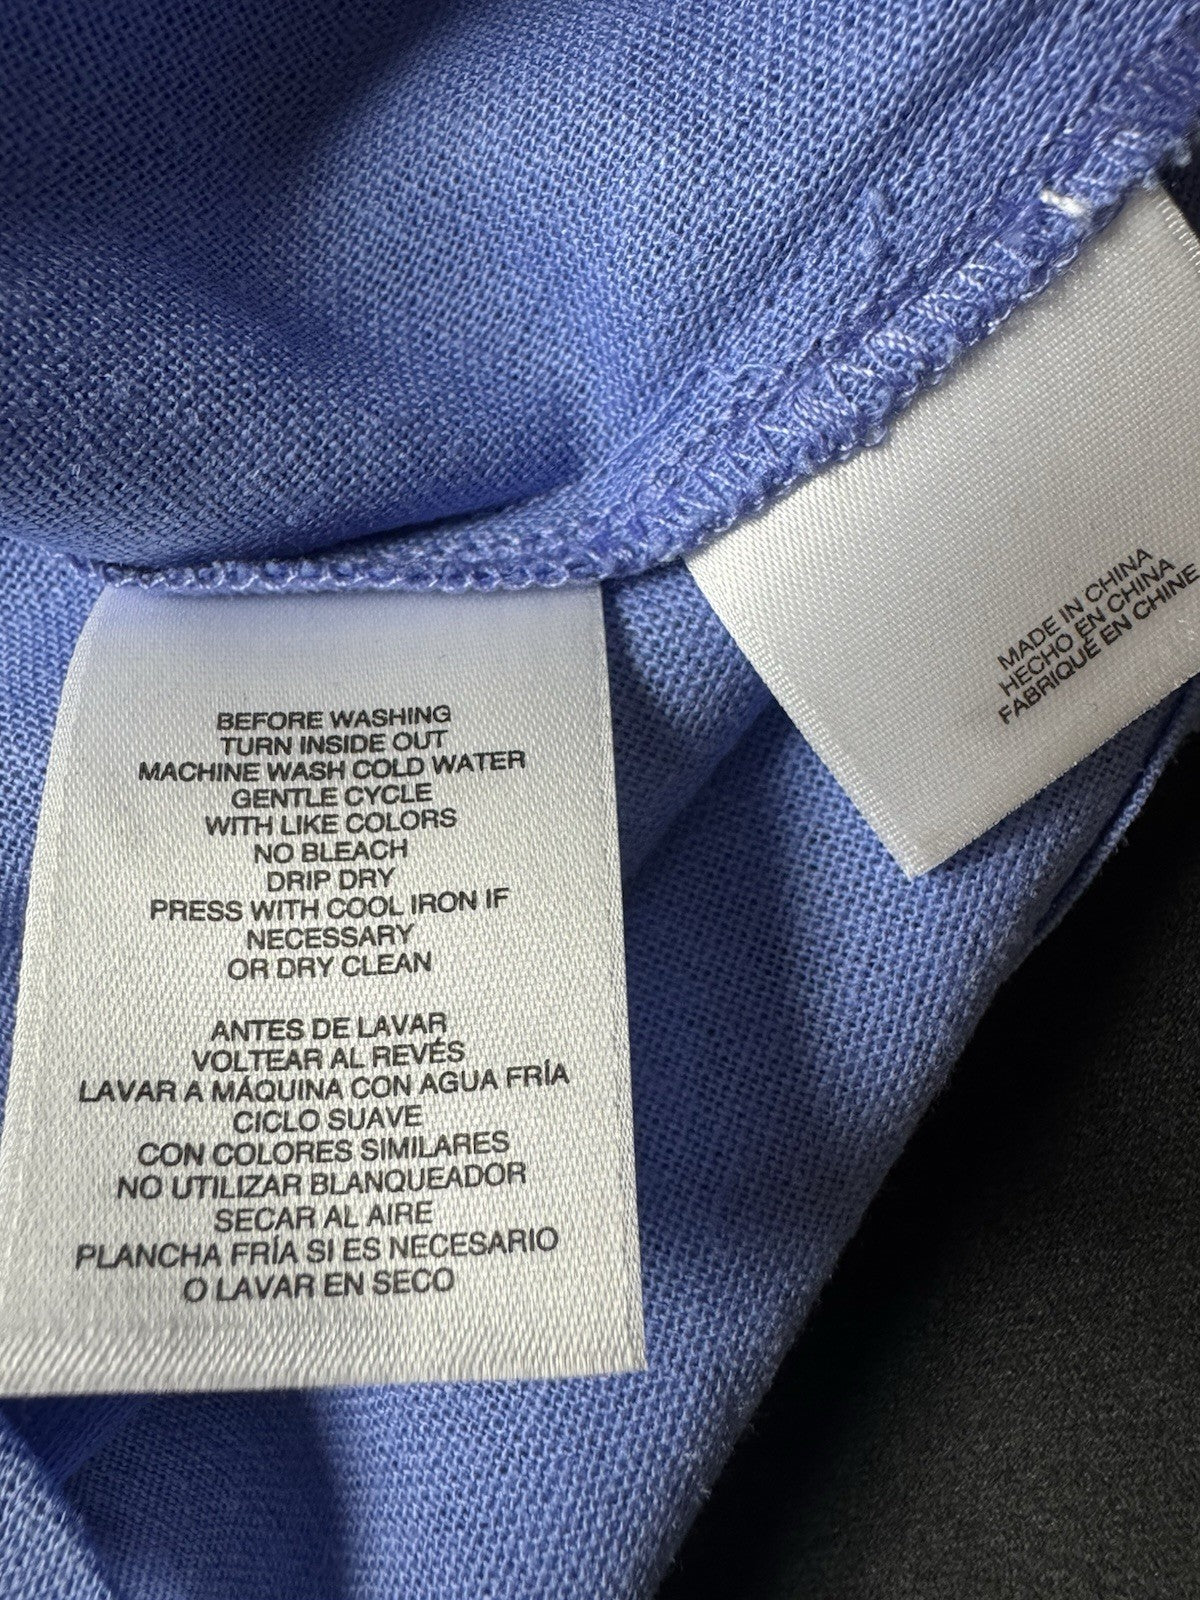 BEFORE WASHING
TURN INSIDE OUT
MACHINE WASH COLD WATER
GENTLE CYCLE
WITH LIKE COLORS
NO BLEACH
DRIP DRY
PRESS WITH COOL IRON IF
NECESSARY
OR DRY CLEAN
ANTES DE LAVAR
VOLTEAR AL REVÉS
LAVAR A MÁQUINA CON AGUA FRÍA
CICLO SUAVE
CON COLORES SIMILARES
NO UTILIZAR BLANQUEADOR
SECAR AL AIRE
PLANCHA FRÍA SI ES NECESARIO
O LAVAR EN SECO
MADE IN CHINA
HECHO EN CHINA
FABRIQUÉ EN CHINE